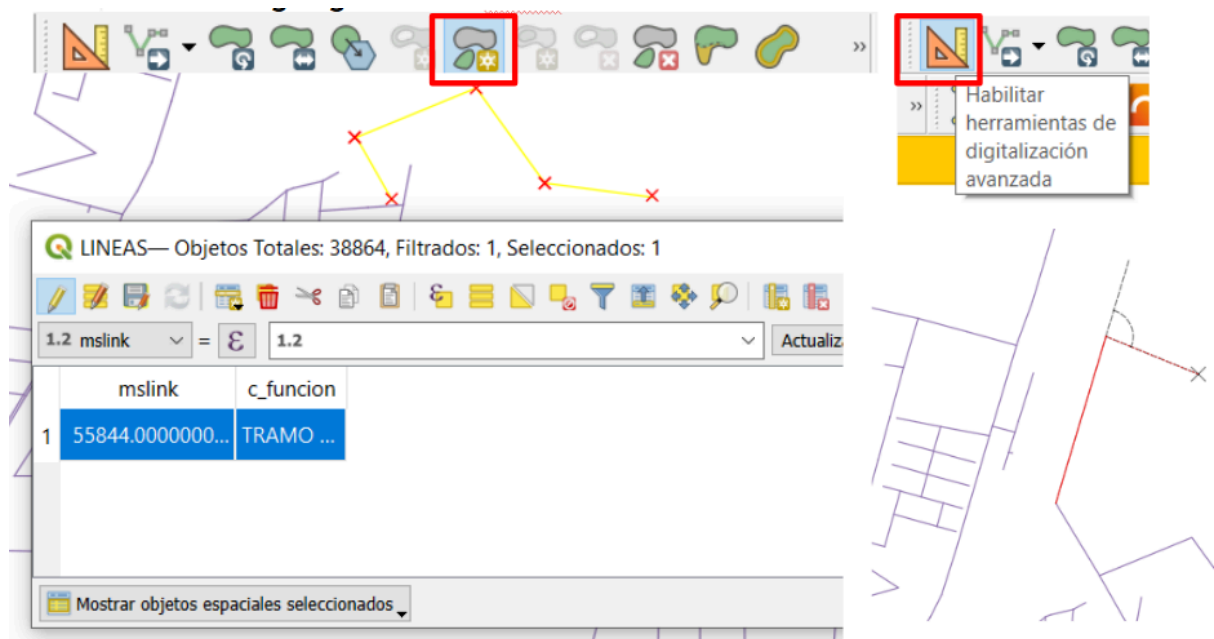 Habilitar
herramientas de
digitalización
avanzada
LINEAS— Objetos Totales: 38864, Filtrados: 1, Seleccionados: 1
1.2 mslink = ε 1.2 Actualiz
mslink c_funcion
1 55844.0000000... TRAMO ...
Mostrar objetos espaciales seleccionados